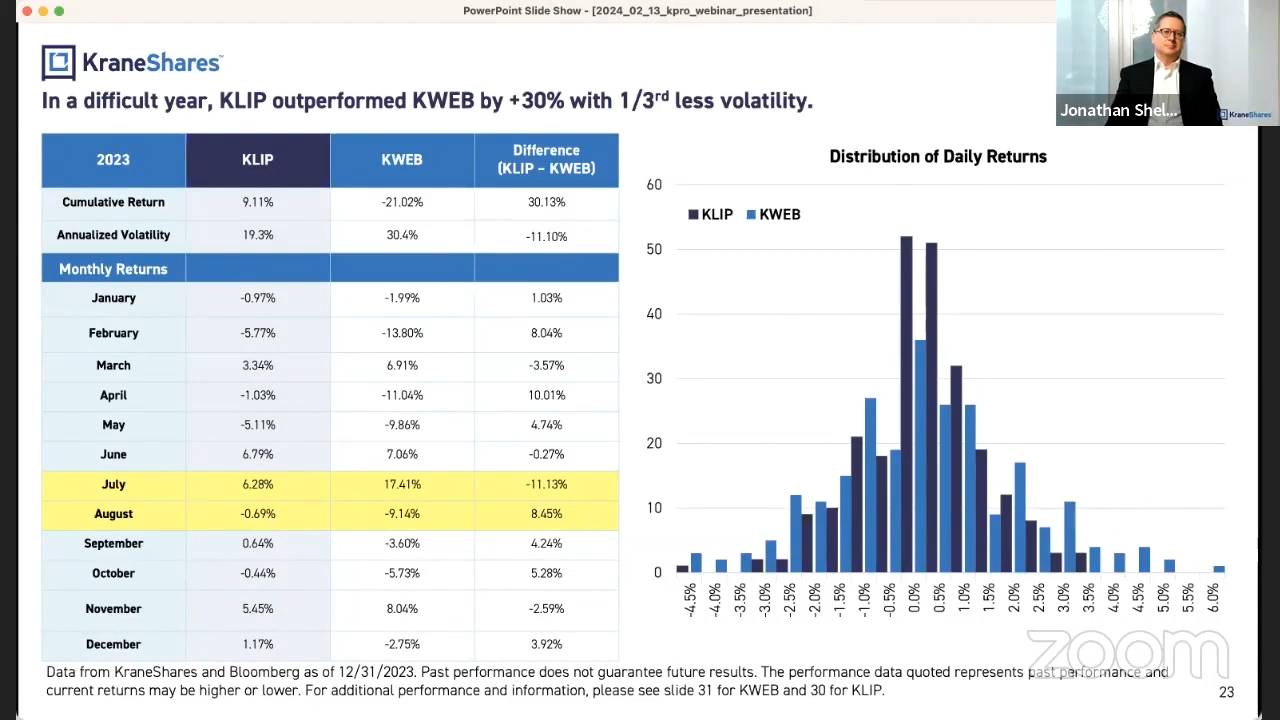 PowerPoint Slide Show - [2024_02_13_kpro_webinar_presentation]
KraneShares™
In a difficult year, KLIP outperformed KWEB by +30% with 1/3rd less volatility.
Jonathan Shel...
KraneShares
2023 KLIP KWEB Difference
(KLIP – KWEB)
Cumulative Return 9.11% -21.02% 30.13%
Annualized Volatility 19.3% 30.4% -11.10%
Monthly Returns
January -0.97% -1.99% 1.03%
February -5.77% -13.80% 8.04%
March 3.34% 6.91% -3.57%
April -1.03% -11.04% 10.01%
May -5.11% -9.86% 4.74%
June 6.79% 7.06% -0.27%
July 6.28% 17.41% -11.13%
August -0.69% -9.14% 8.45%
September 0.64% -3.60% 4.24%
October -0.44% -5.73% 5.28%
November 5.45% 8.04% -2.59%
December 1.17% -2.75% 3.92%
Distribution of Daily Returns
KLIP KWEB
60
50
40
30
20
10
0
-4.5% -4.0% -3.5% -3.0% -2.5% -2.0% -1.5% -1.0% -0.5% 0.0% 0.5% 1.0% 1.5% 2.0% 2.5% 3.0% 3.5% 4.0% 4.5% 5.0% 5.5% 6.0%
zoom
Data from KraneShares and Bloomberg as of 12/31/2023. Past performance does not guarantee future results. The performance data quoted represents past performance and
current returns may be higher or lower. For additional performance and information, please see slide 31 for KWEB and 30 for KLIP.
23